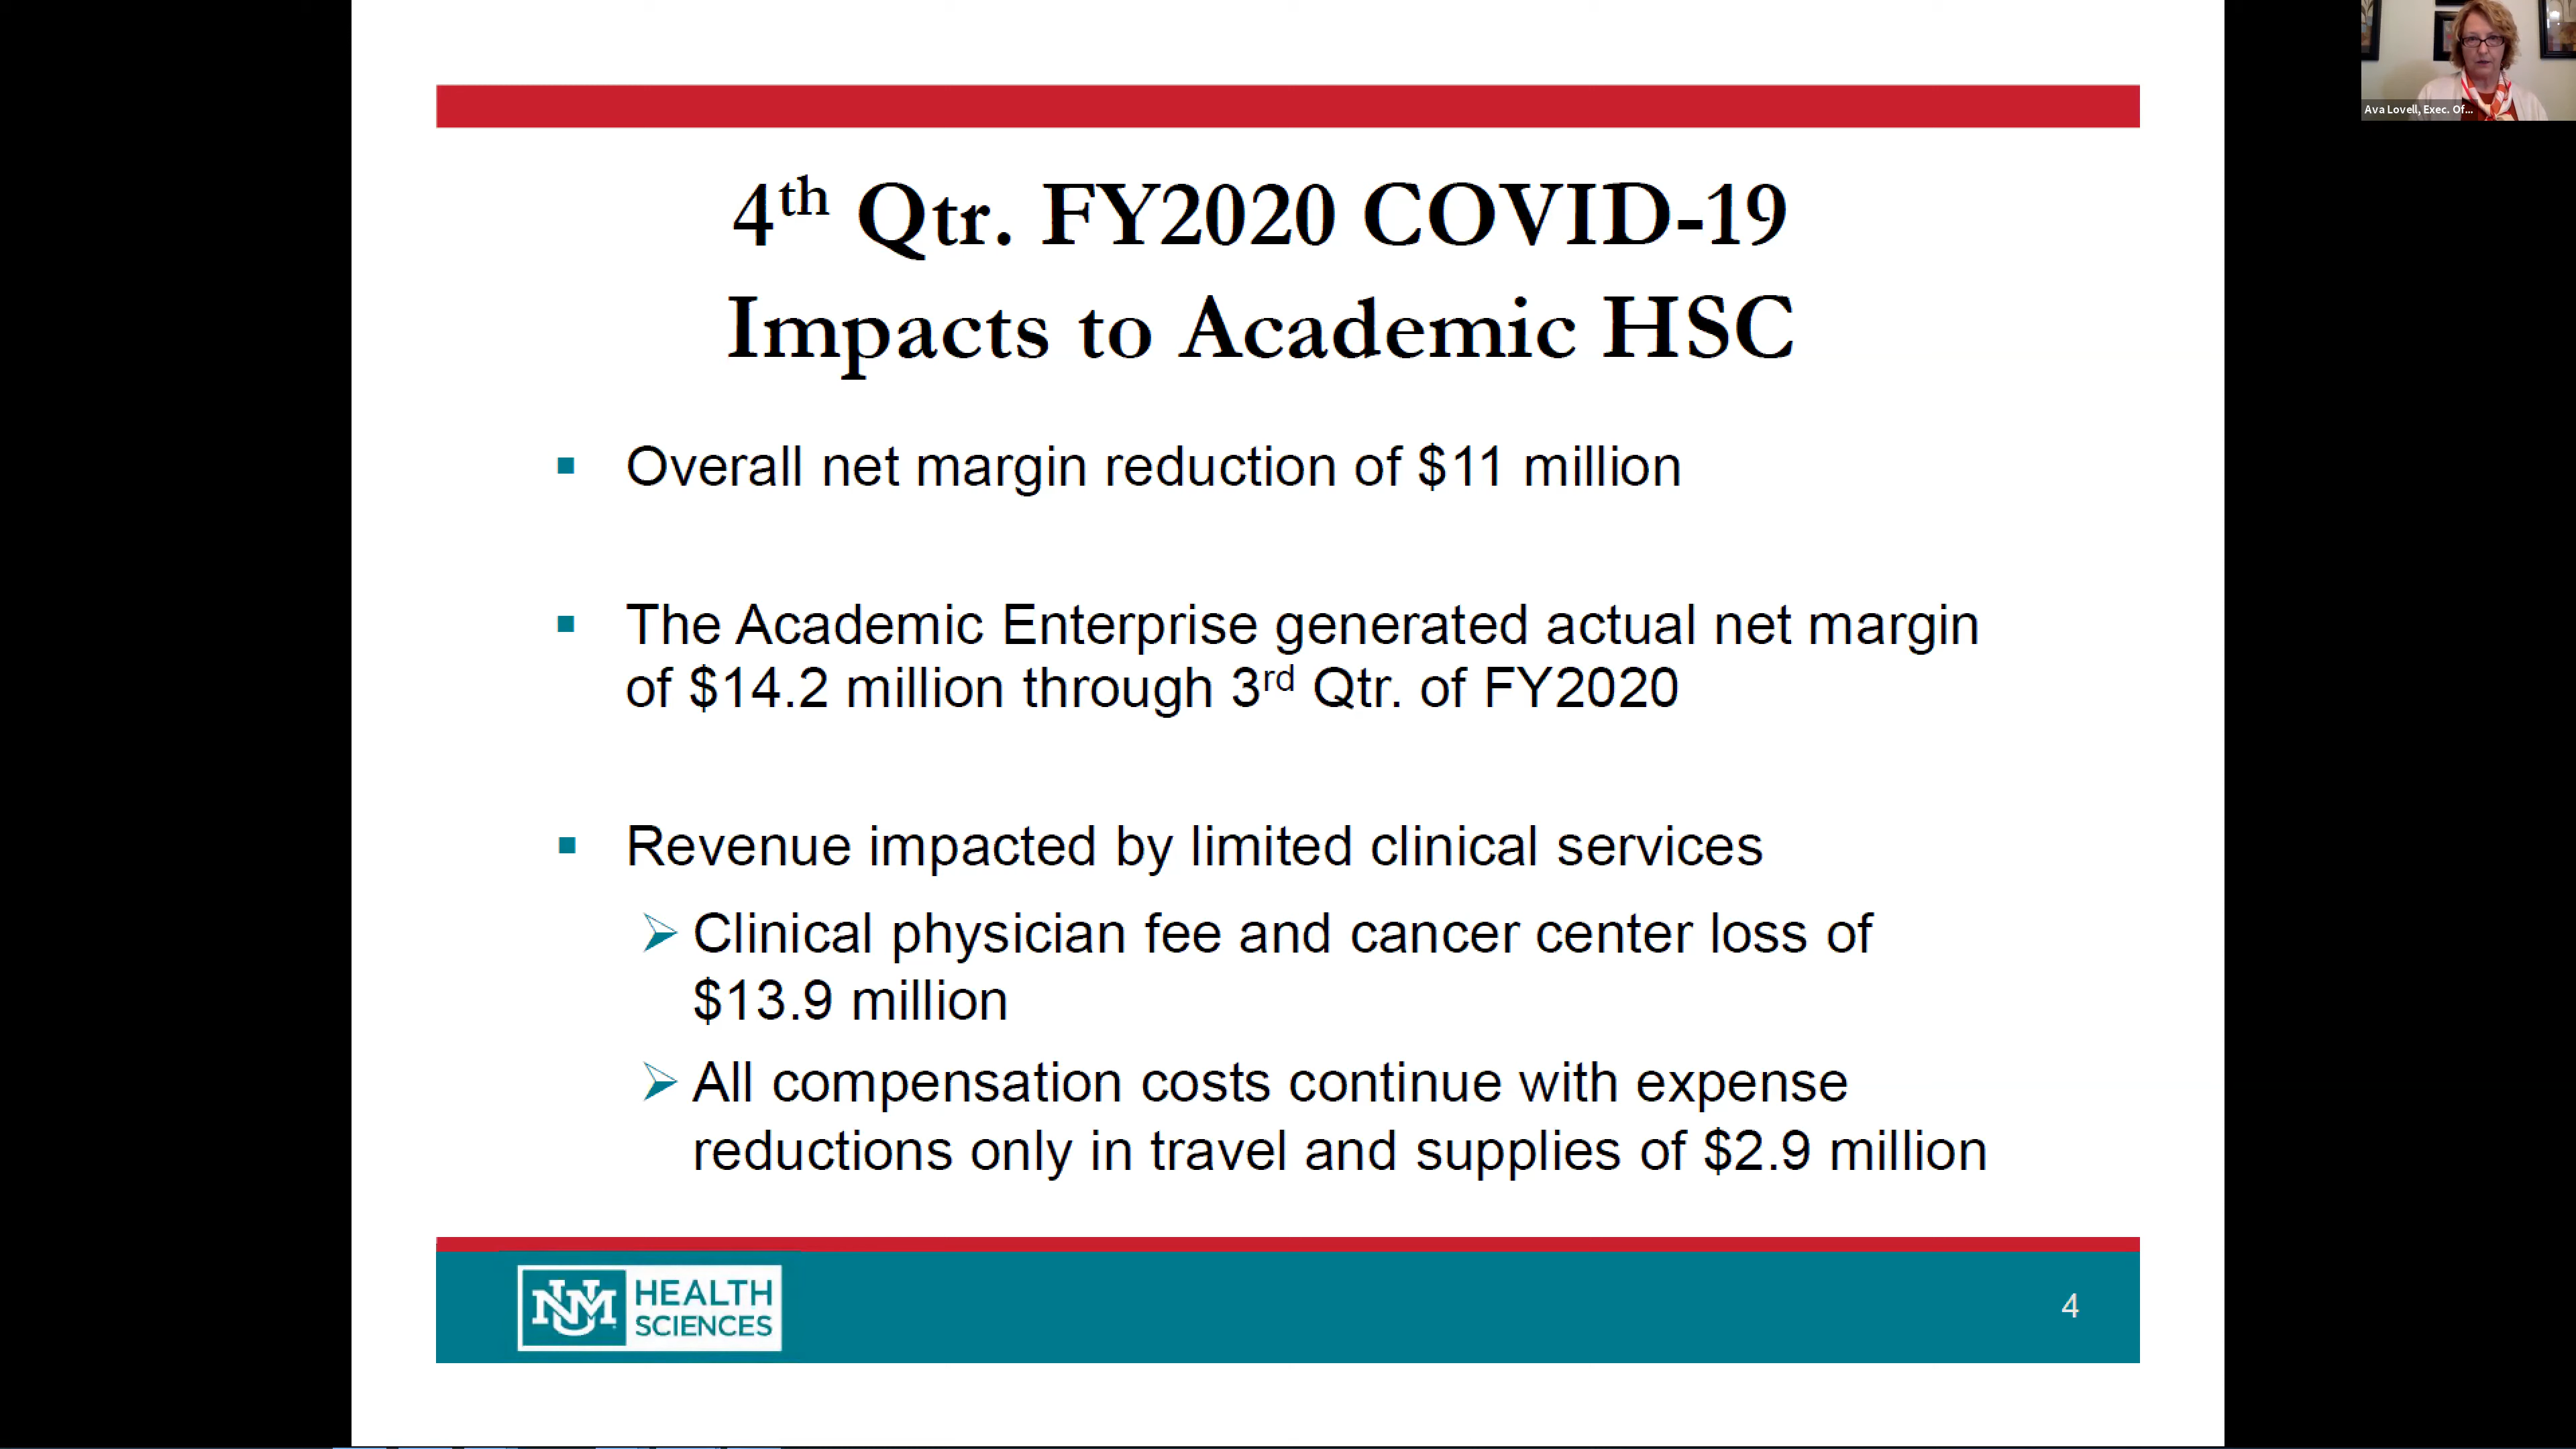 Ava Lovell, Exec. Of...
4th Qtr. FY2020 COVID-19
Impacts to Academic HSC
Overall net margin reduction of $11 million
The Academic Enterprise generated actual net margin
of $14.2 million through 3rd Qtr. of FY2020
Revenue impacted by limited clinical services
Clinical physician fee and cancer center loss of
$13.9 million
All compensation costs continue with expense
reductions only in travel and supplies of $2.9 million
UNM HEALTH
SCIENCES
4